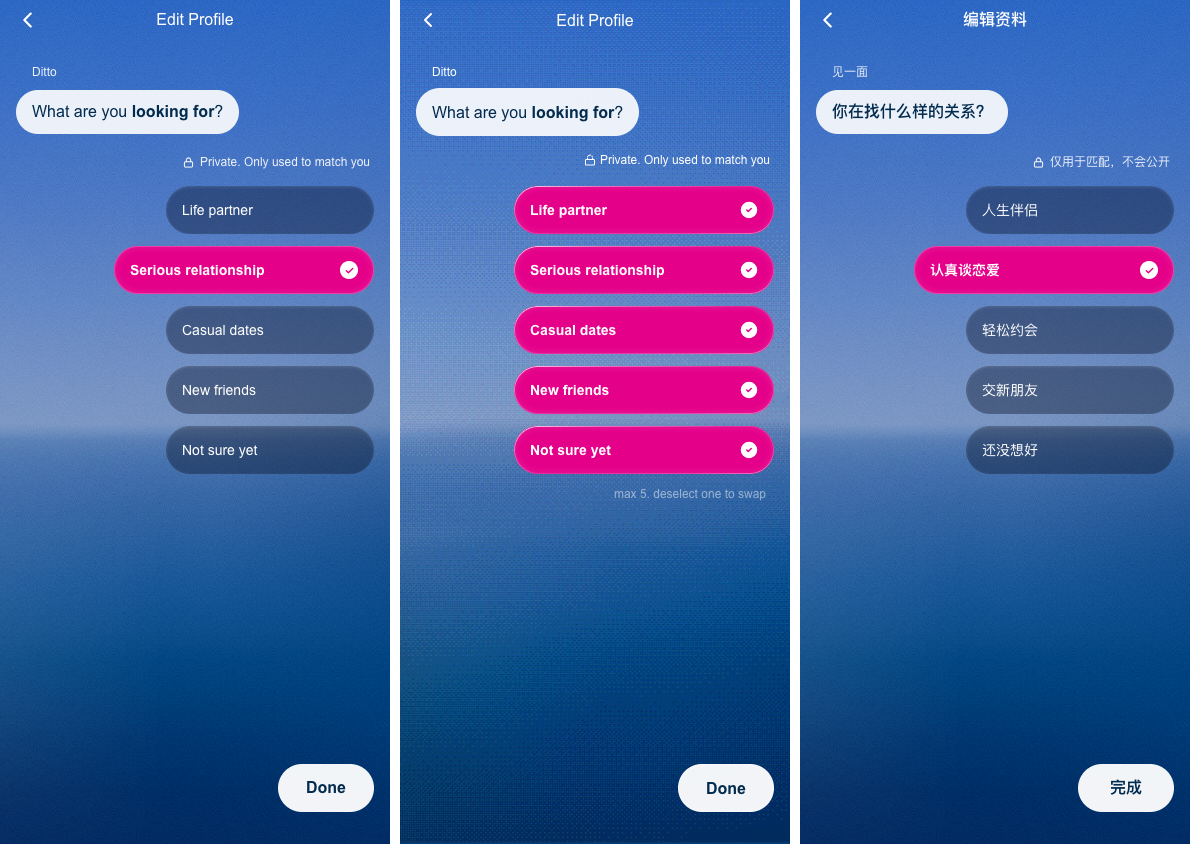 Edit Profile
Ditto
What are you looking for?
Private. Only used to match you
Life partner
Serious relationship
Casual dates
New friends
Not sure yet
Done
Edit Profile
Ditto
What are you looking for?
Private. Only used to match you
Life partner
Serious relationship
Casual dates
New friends
Not sure yet
max 5. deselect one to swap
Done
编辑资料
见一面
你在找什么样的关系?
仅用于匹配，不会公开
人生伴侣
认真谈恋爱
轻松约会
交新朋友
还没想好
完成